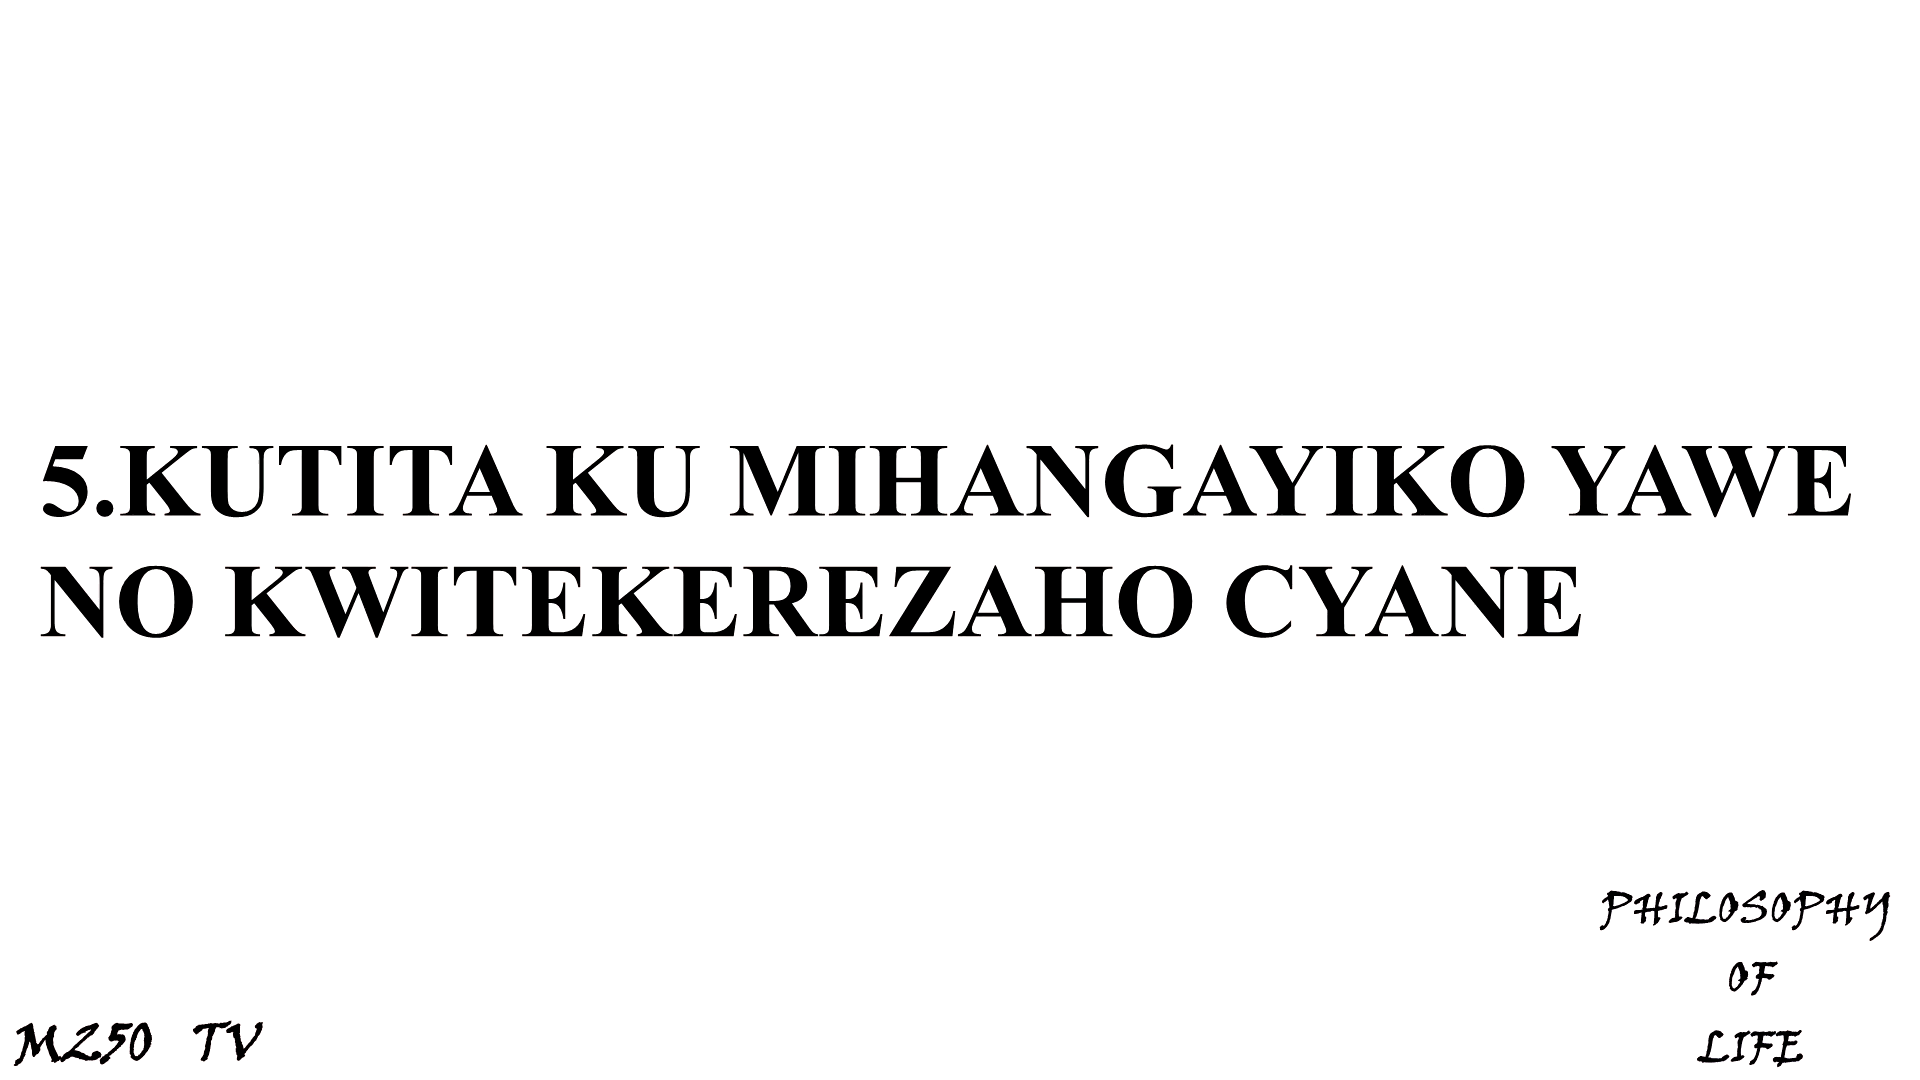 5.KUTITA KU MIHANGAYIKO YAWE
NO KWITEKEREZAHO CYANE
PHILOSOPHY
OF
LIFE
MZ50 TV